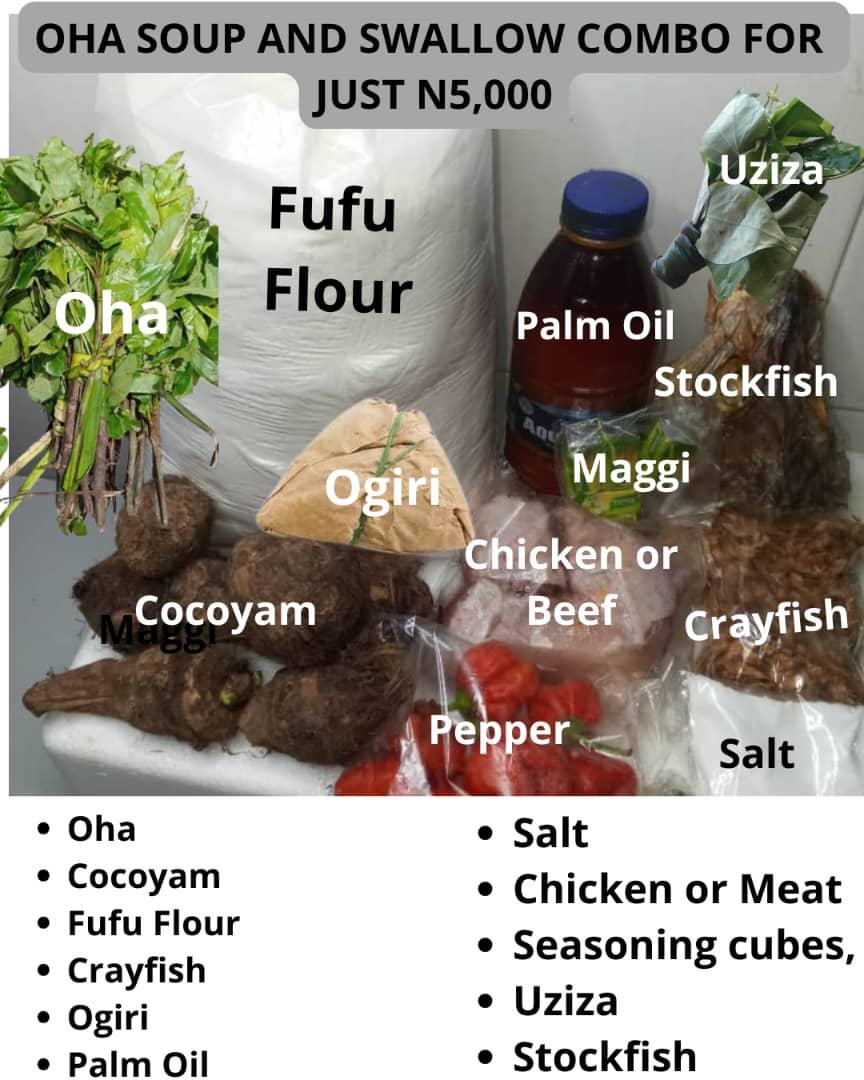 OHA SOUP AND SWALLOW COMBO FOR
JUST N5,000
Uziza
Fufu
Flour
Oha
Palm Oil
Stockfish
Maggi
Ogiri
Chicken or
Beef
Cocoyam
Maggi
Crayfish
Pepper
Salt
• Oha
• Cocoyam
• Fufu Flour
• Crayfish
• Ogiri
• Palm Oil
• Salt
• Chicken or Meat
• Seasoning cubes,
• Uziza
• Stockfish